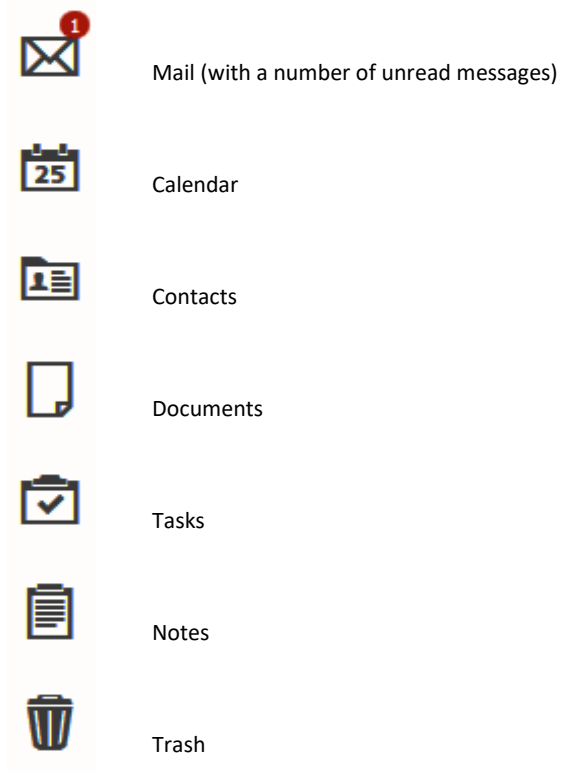 1
Mail (with a number of unread messages)
25
Calendar
Contacts
Documents
Tasks
Notes
Trash